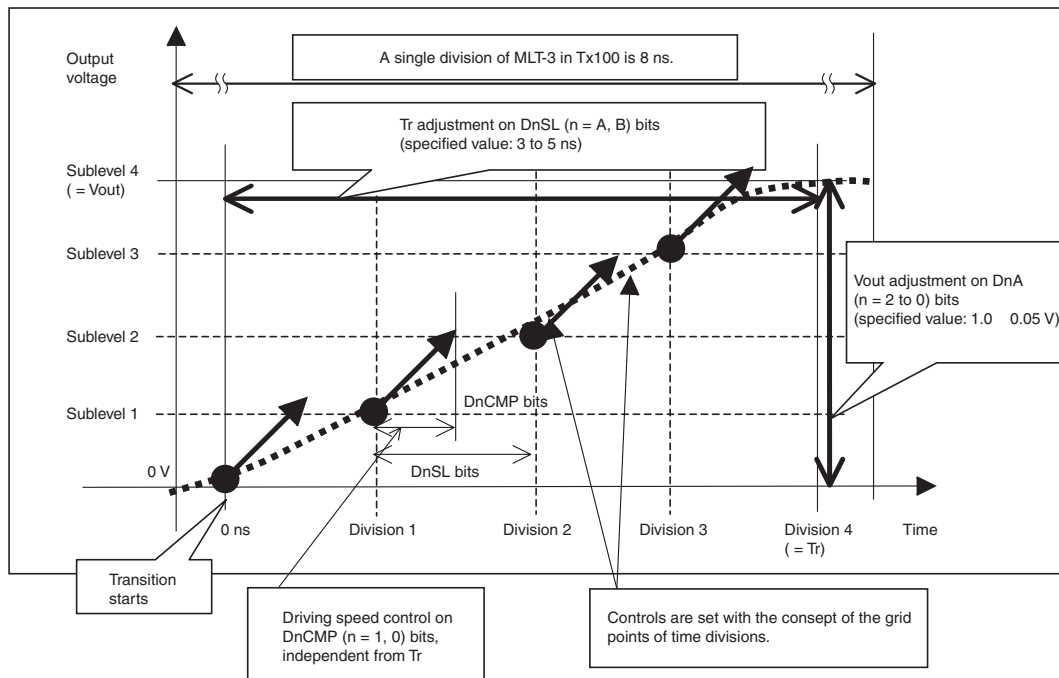 Output
voltage
A single division of MLT-3 in Tx100 is 8 ns.
Tr adjustment on DnSL (n = A, B) bits
(specified value: 3 to 5 ns)
Sublevel 4
( = Vout)
Sublevel 3
Vout adjustment on DnA
(n = 2 to 0) bits
(specified value: 1.0 0.05 V)
Sublevel 2
DnCMP bits
Sublevel 1
DnSL bits
0 V
0 ns
Division 1
Division 2
Division 3
Division 4
( = Tr)
Time
Transition
starts
Driving speed control on
DnCMP (n = 1, 0) bits,
independent from Tr
Controls are set with the consept of the grid
points of time divisions.